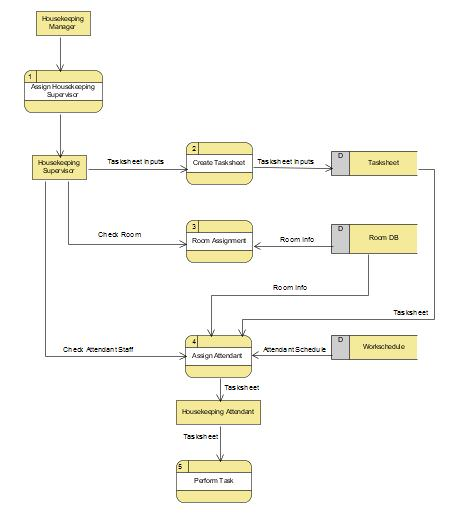 Housekeeping
Manager
1
Assign Housekeeping
Supervisor
Housekeeping
Supervisor
Tasksheet Inputs
2
Create Tasksheet
Tasksheet Inputs
D
Tasksheet
Check Room
3
Room Assignment
Room Info
D
Room DB
Room Info
Tasksheet
Check Attendant Staff
4
Assign Attendant
Attendant Schedule
D
Workschedule
Tasksheet
Housekeeping Attendant
Tasksheet
5
Perform Task